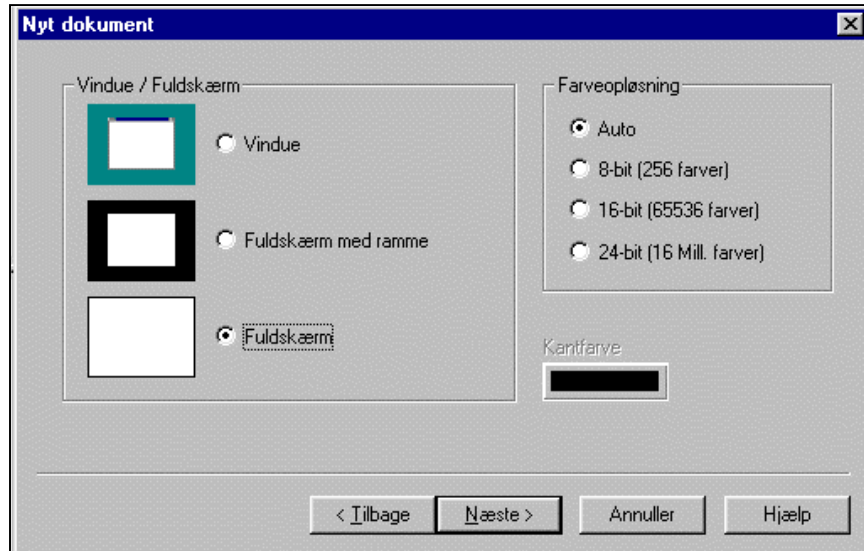 Nyt dokument
Vindue / Fuldskærm
Vindue
Fuldskærm med ramme
Fuldskærm
Farveopløsning
Auto
8-bit (256 farver)
16-bit (65536 farver)
24-bit (16 Mill. farver)
Kantfarve
< Tilbage
Næste >
Annuller
Hjælp